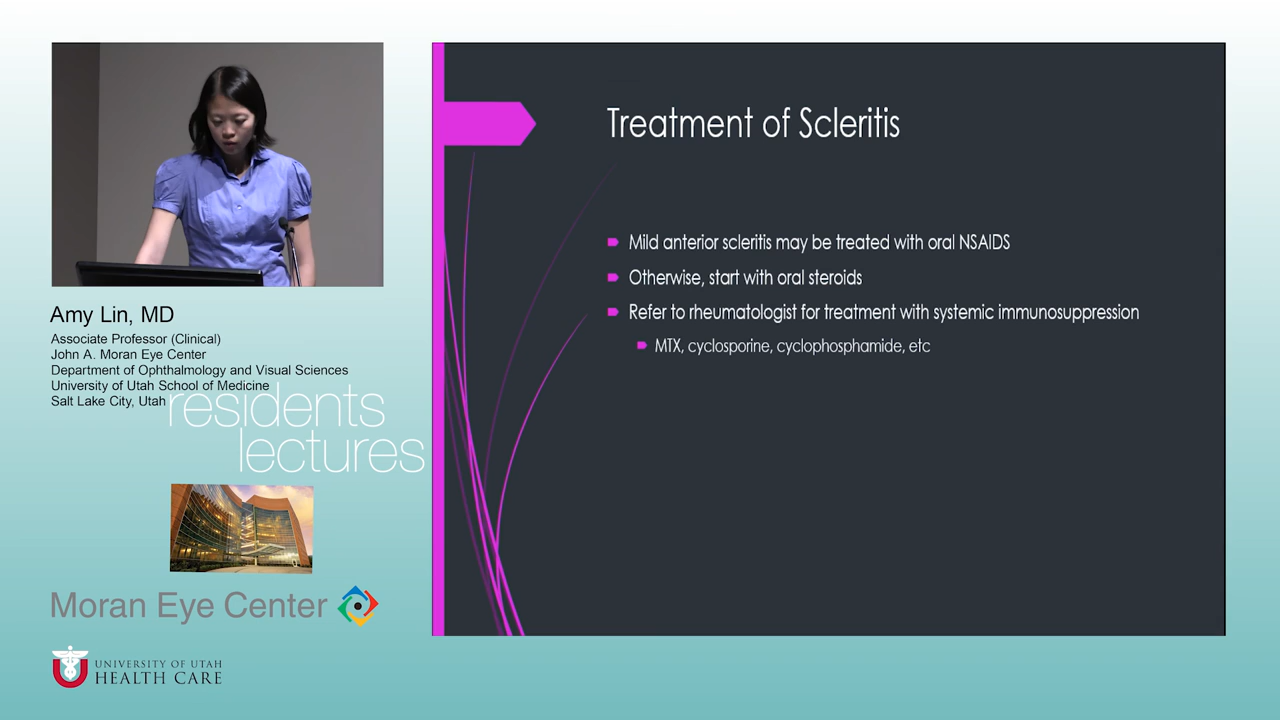 Treatment of Scleritis
Mild anterior scleritis may be treated with oral NSAIDS
Otherwise, start with oral steroids
Refer to rheumatologist for treatment with systemic immunosuppression
MTX, cyclosporine, cyclophosphamide, etc
Amy Lin, MD
Associate Professor (Clinical)
John A. Moran Eye Center
Department of Ophthalmology and Visual Sciences
University of Utah School of Medicine
Salt Lake City, Utah
residents
lectures
Moran Eye Center
UNIVERSITY OF UTAH
HEALTH CARE